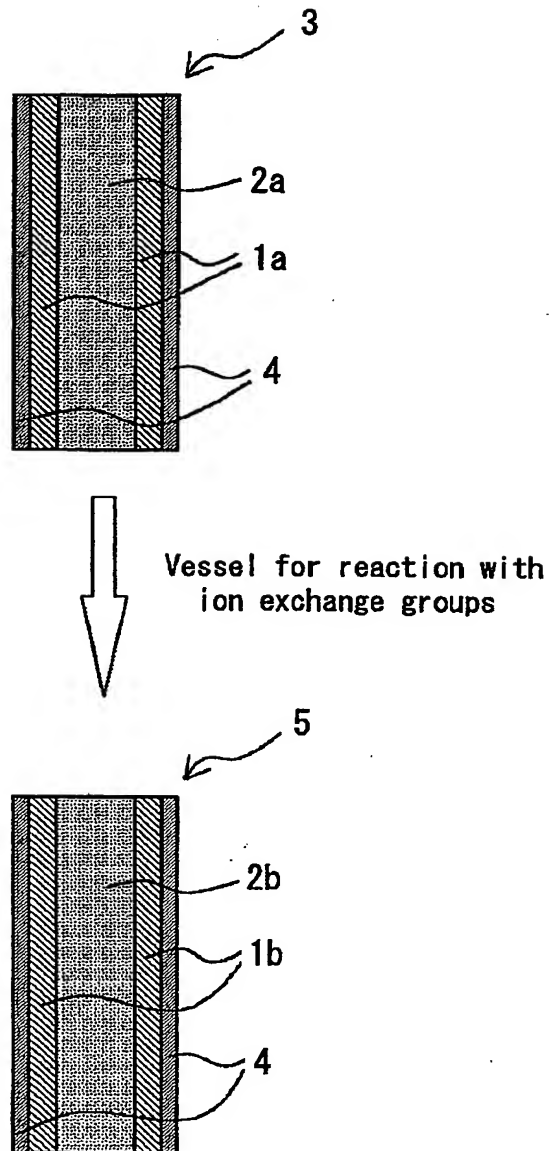 3
2a
1a
4
Vessel for reaction with
ion exchange groups
5
2b
1b
4